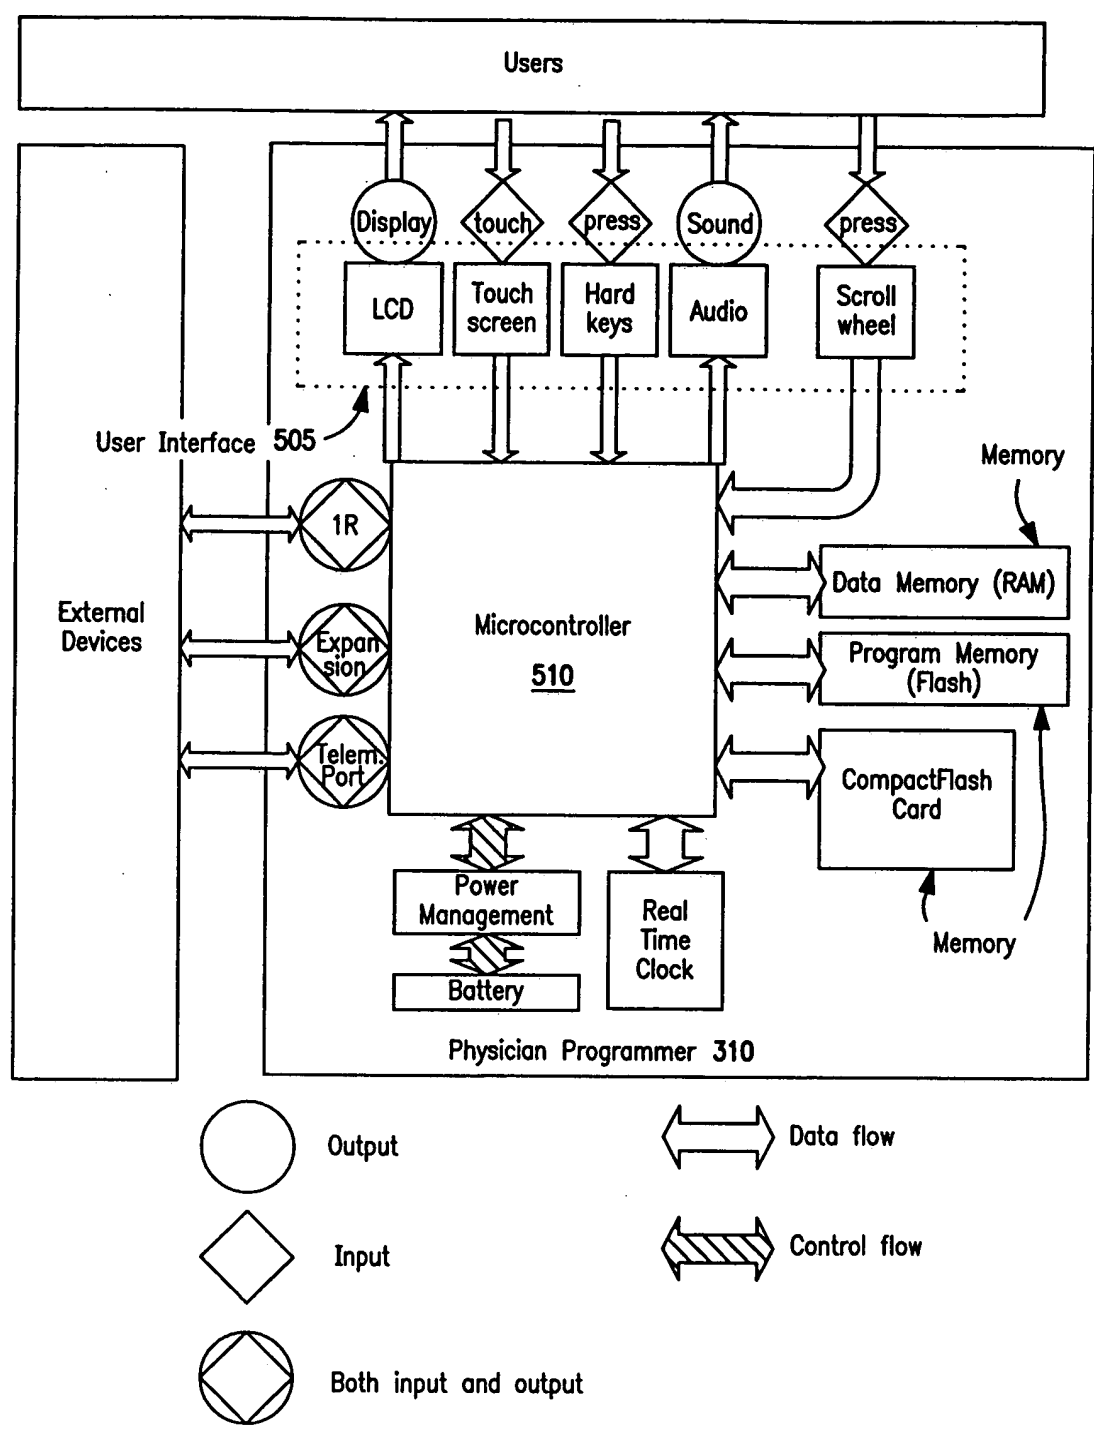 Users
Display
touch
press
Sound
press
LCD
Touch
screen
Hard
keys
Audio
Scroll
wheel
User Interface 505
Memory
1R
External
Devices
Expan
sion
Telem.
Port
Microcontroller
510
Data Memory (RAM)
Program Memory
(Flash)
CompactFlash
Card
Memory
Power
Management
Battery
Real
Time
Clock
Physician Programmer 310
Output
Data flow
Input
Control flow
Both input and output